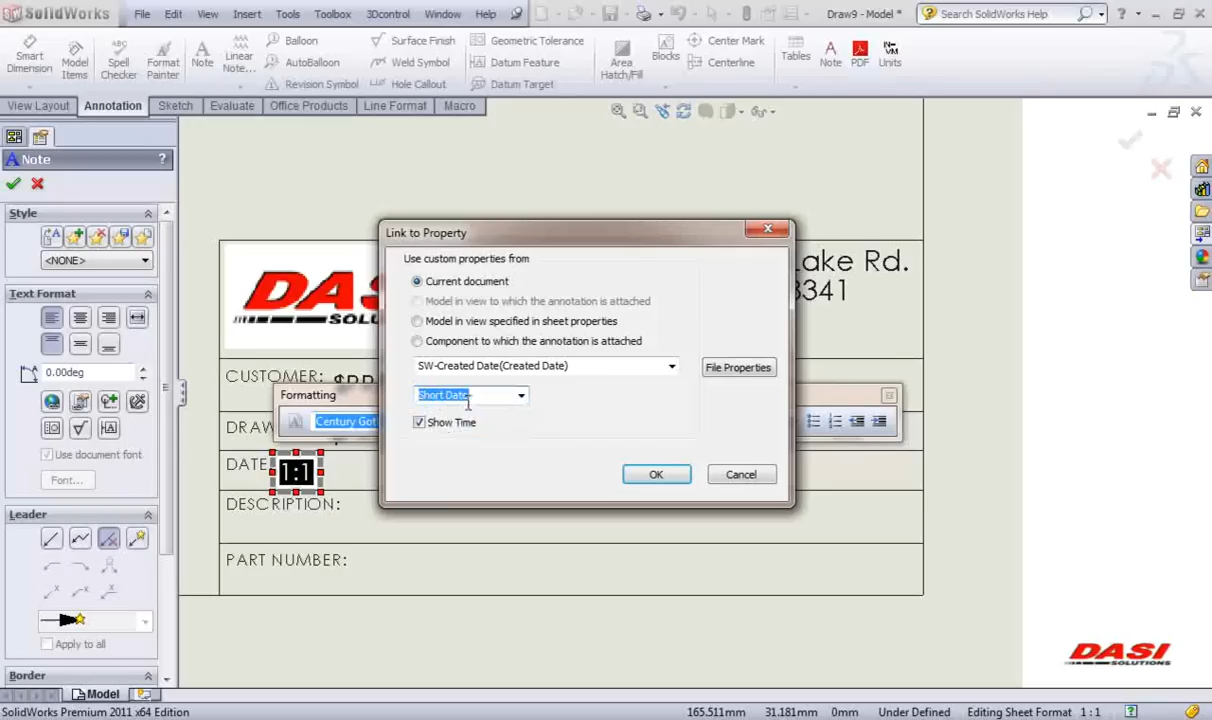 SolidWorks File Edit View Insert Tools Toolbox 3Dcontrol Window Help Draw9 - Model * Search SolidWorks Help
Smart Dimension
Model Items
Spell Checker
Format Painter
Note
Linear Note...
Balloon
AutoBalloon
Revision Symbol
Surface Finish
Weld Symbol
Hole Callout
Geometric Tolerance
Datum Feature
Datum Target
Area Hatch/Fill
Blocks
Center Mark
Centerline
Tables
Note
PDF
Units
View Layout Annotation Sketch Evaluate Office Products Line Format Macro
Note ?
Style
<NONE>
Text Format
0.00deg
Use document font
Font...
Leader
Apply to all
Border
Link to Property
Use custom properties from
Current document
Model in view to which the annotation is attached
Model in view specified in sheet properties
Component to which the annotation is attached
SW-Created Date(Created Date)
File Properties
Short Date
Show Time
OK Cancel
Formatting
Century Got
Lake Rd.
CUSTOMER:
DATE
1:1
DESCRIPTION:
PART NUMBER:
DASI
SOLUTIONS
Model
SolidWorks Premium 2011 x64 Edition 165.511mm 31.181mm 0mm Under Defined Editing Sheet Format 1 : 1